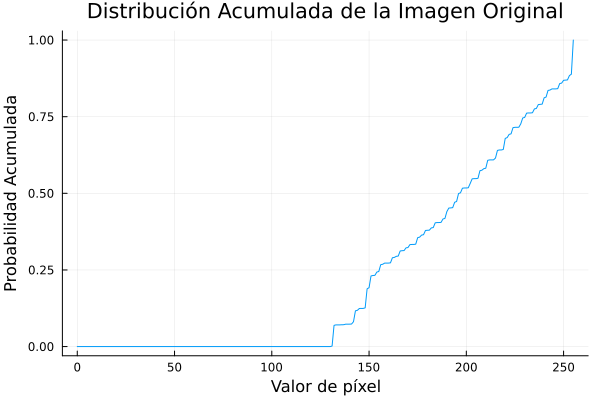 Distribución Acumulada de la Imagen Original
Probabilidad Acumulada
1.00
0.75
0.50
0.25
0.00
0 50 100 150 200 250
Valor de píxel